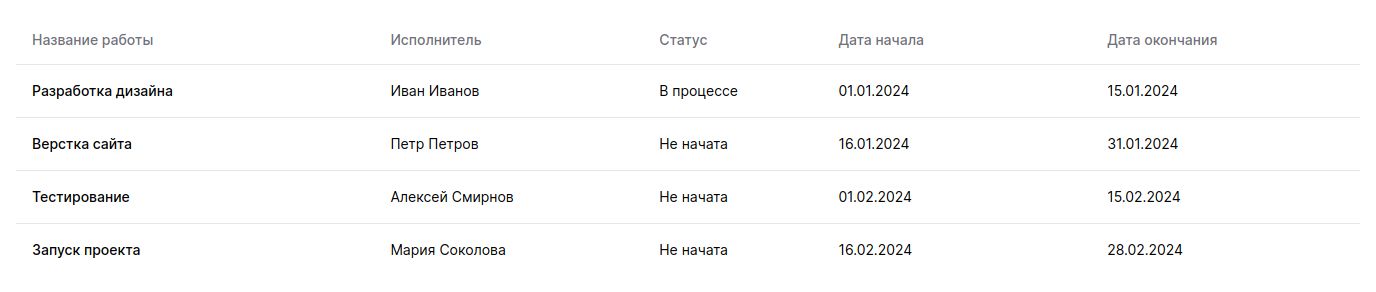 Название работы Исполнитель Статус Дата начала Дата окончания
Разработка дизайна Иван Иванов В процессе 01.01.2024 15.01.2024
Верстка сайта Петр Петров Не начата 16.01.2024 31.01.2024
Тестирование Алексей Смирнов Не начата 01.02.2024 15.02.2024
Запуск проекта Мария Соколова Не начата 16.02.2024 28.02.2024